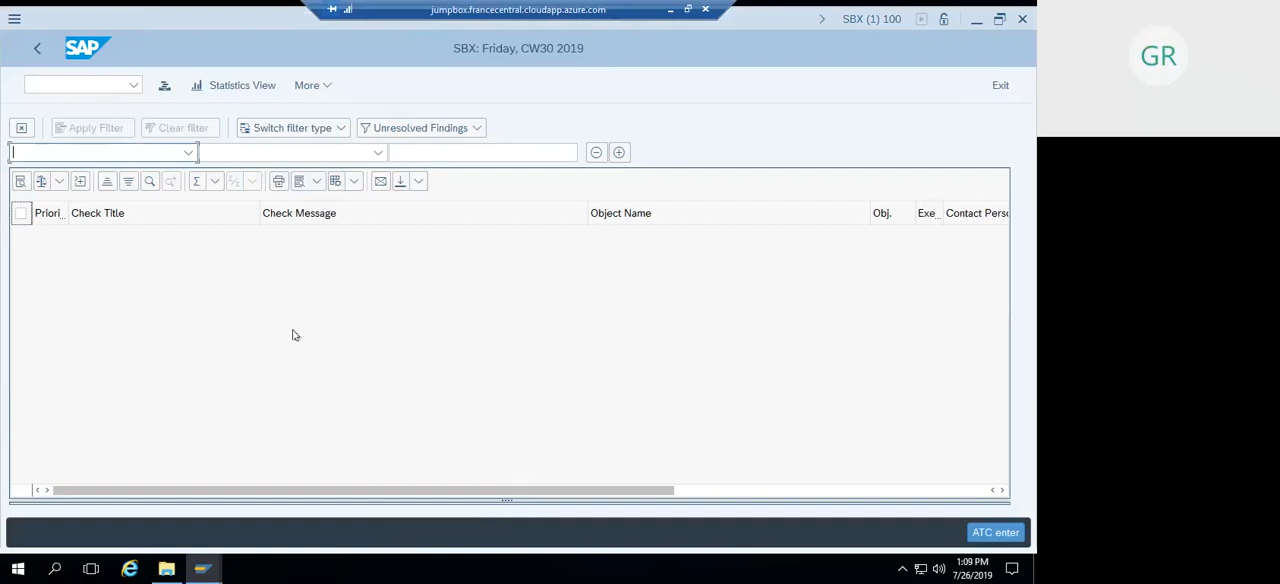 jumpbox.francecentral.cloudapp.azure.com
SBX (1) 100
SAP
SBX: Friday, CW30 2019
Statistics View
More
Exit
Apply Filter
Clear filter
Switch filter type
Unresolved Findings
Priori...
Check Title
Check Message
Object Name
Obj.
Exe...
Contact Perso
ATC enter
1:09 PM
7/26/2019
GR